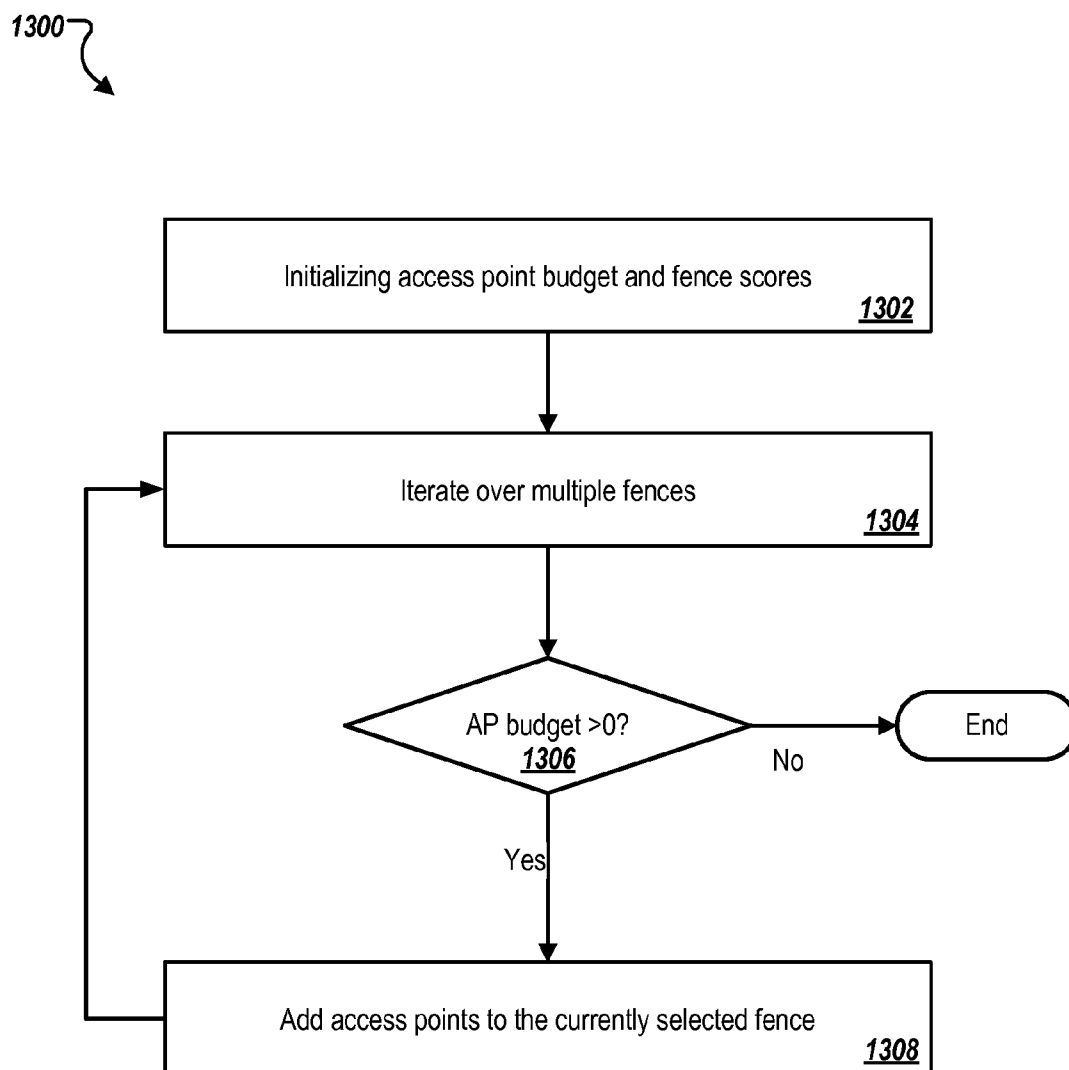 1300
Initializing access point budget and fence scores
1302
Iterate over multiple fences
1304
AP budget >0?
1306
End
No
Yes
Add access points to the currently selected fence
1308